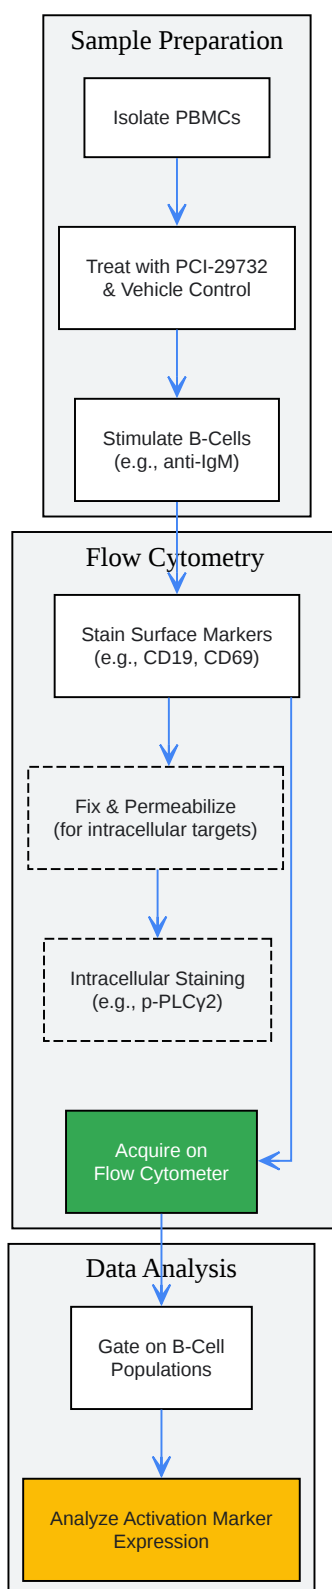 Sample Preparation
Isolate PBMCs
Treat with PCI-29732
& Vehicle Control
Stimulate B-Cells
(e.g., anti-IgM)
Flow Cytometry
Stain Surface Markers
(e.g., CD19, CD69)
Fix & Permeabilize
(for intracellular targets)
Intracellular Staining
(e.g., p-PLCγ2)
Acquire on
Flow Cytometer
Data Analysis
Gate on B-Cell
Populations
Analyze Activation Marker
Expression